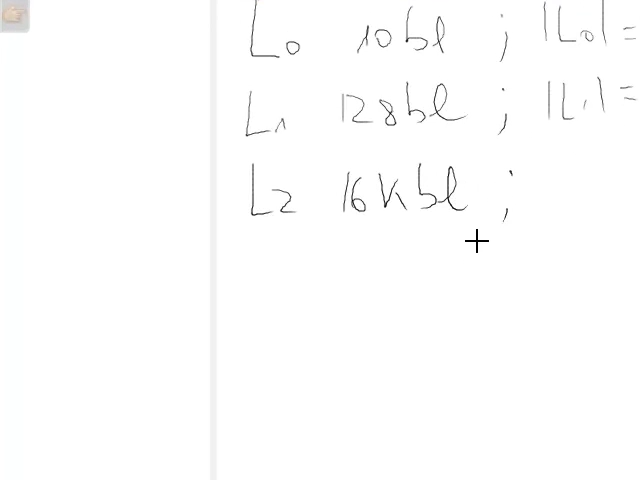 L0 10bl ; |L0| =
L1 128bl ; |L1| =
L2 16Kbl ;